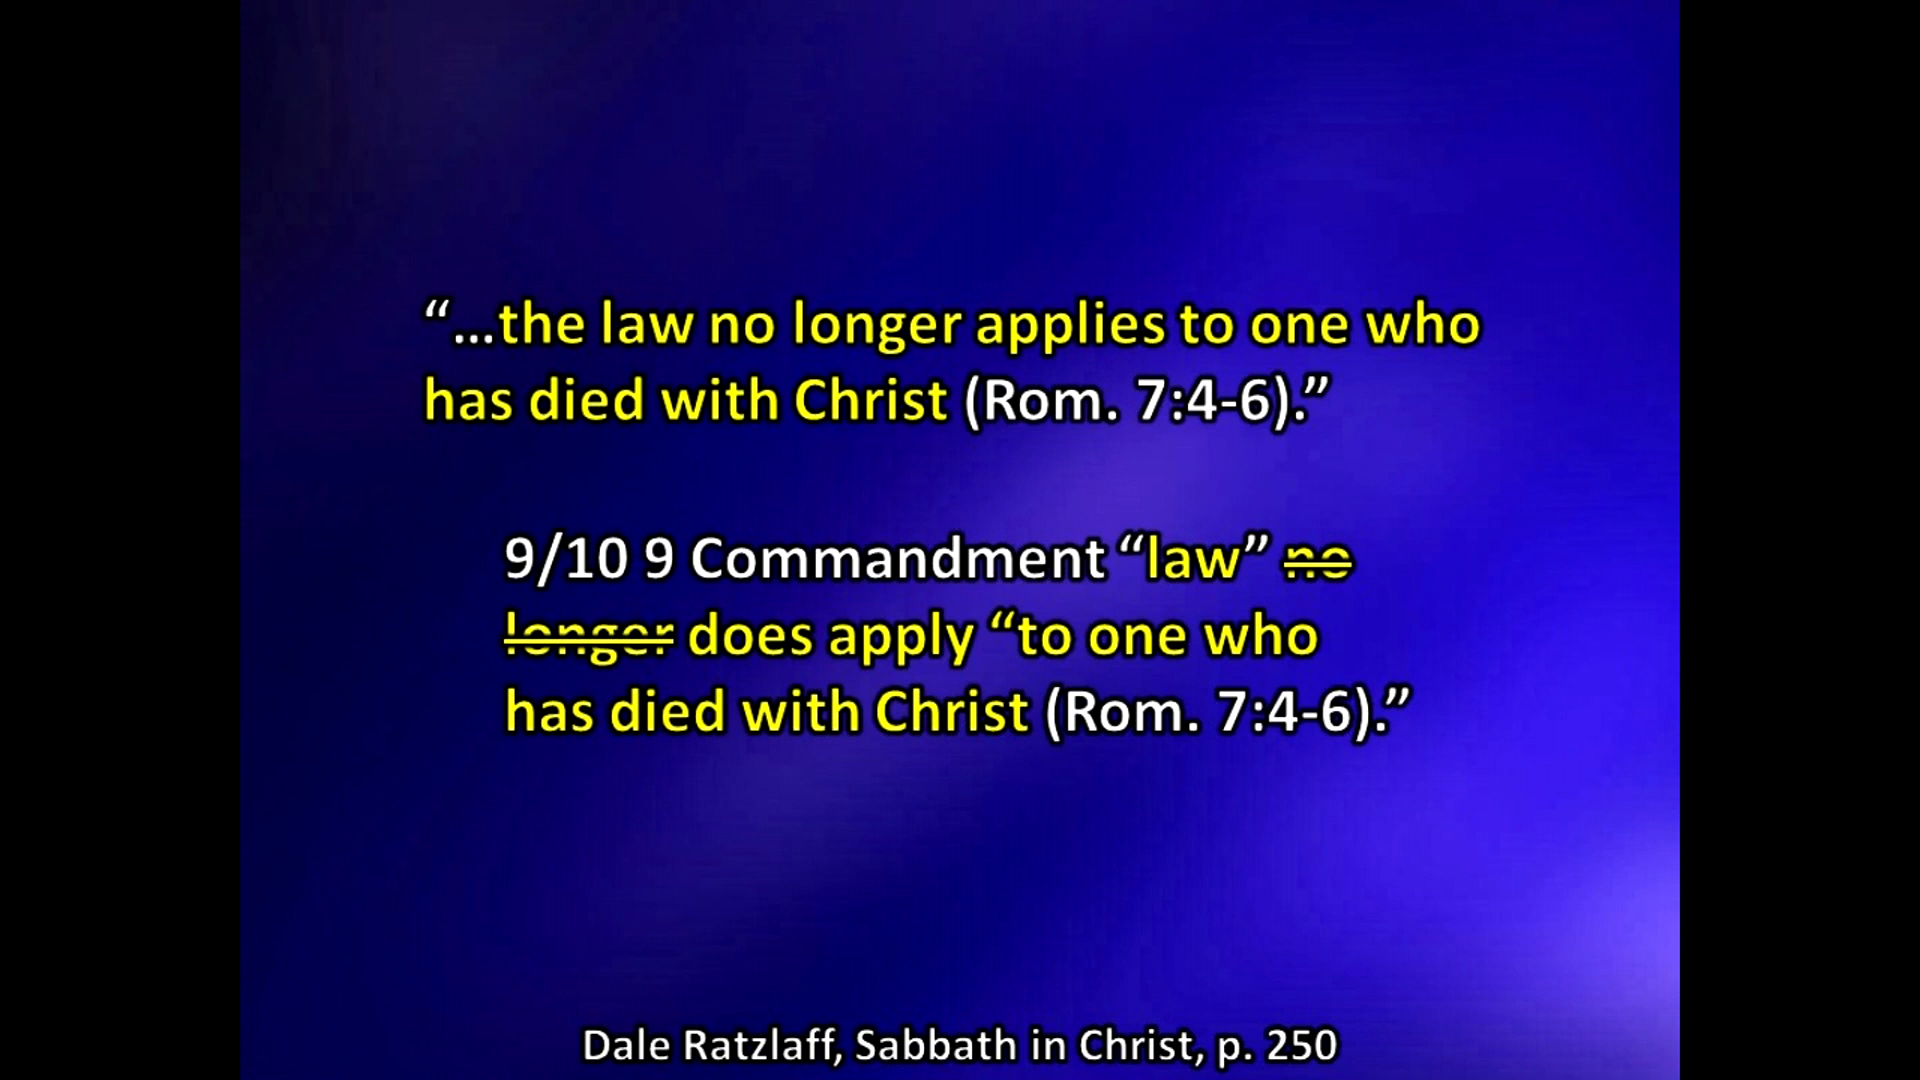 “...the law no longer applies to one who
has died with Christ (Rom. 7:4-6).”
9/10 9 Commandment “law” no
longer does apply “to one who
has died with Christ (Rom. 7:4-6).”
Dale Ratzlaff, Sabbath in Christ, p. 250